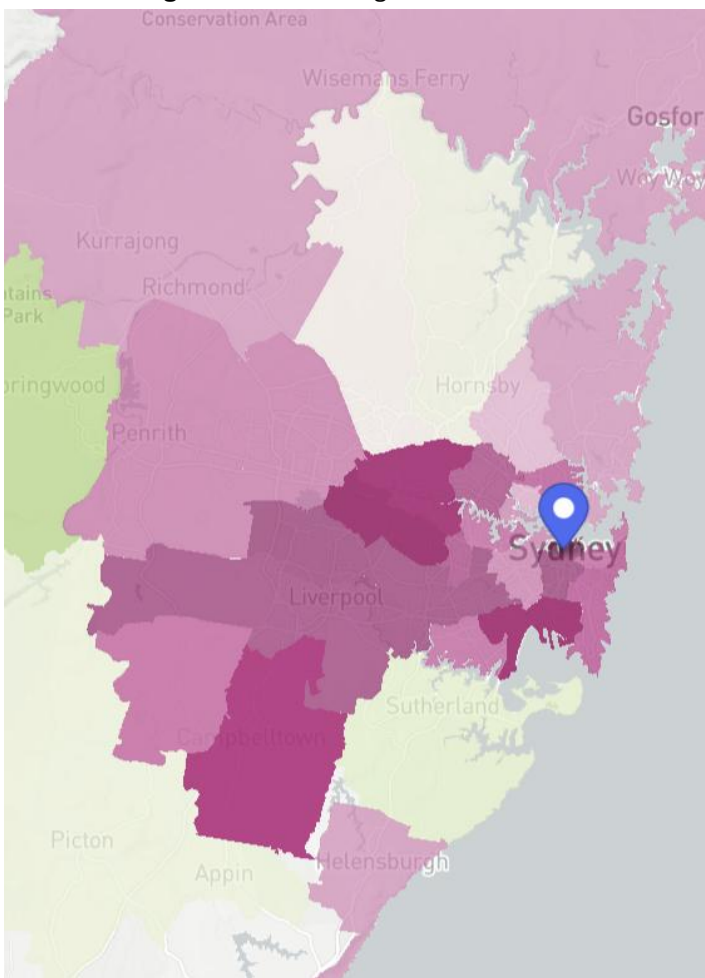 Conservation Area
Wisemans Ferry
Gosfor
Woy Woy
Kurrajong
Richmond
ntains
Park
pringwood
Hornsby
Penrith
Sydney
Liverpool
Sutherland
Campbelltown
Picton
Appin
Helensburgh